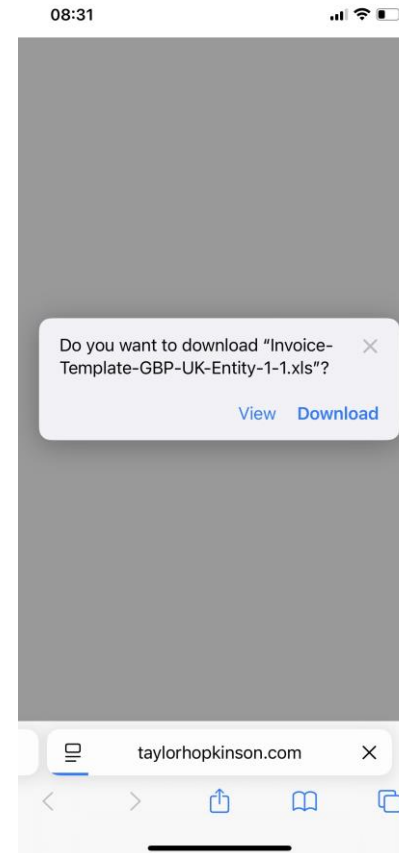 08:31
Do you want to download “Invoice-
Template-GBP-UK-Entity-1-1.xls”?
View Download
taylorhopkinson.com